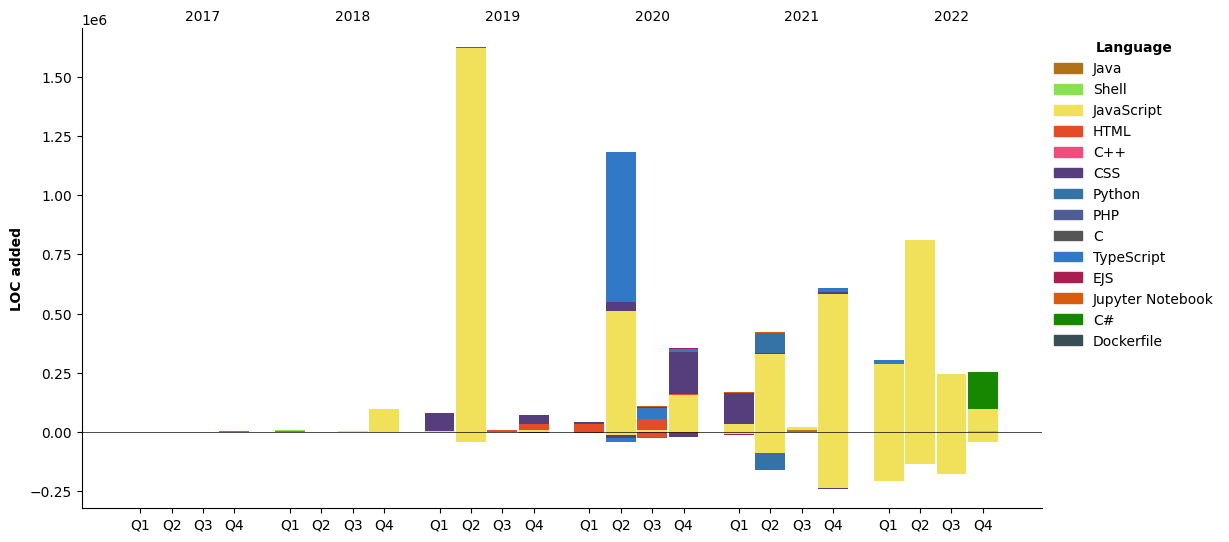 2017 2018 2019 2020 2021 2022
1e6
Language
Java
Shell
JavaScript
HTML
C++
CSS
Python
PHP
C
TypeScript
EJS
Jupyter Notebook
C#
Dockerfile
LOC added
1.50
1.25
1.00
0.75
0.50
0.25
0.00
−0.25
Q1 Q2 Q3 Q4 Q1 Q2 Q3 Q4 Q1 Q2 Q3 Q4 Q1 Q2 Q3 Q4 Q1 Q2 Q3 Q4 Q1 Q2 Q3 Q4